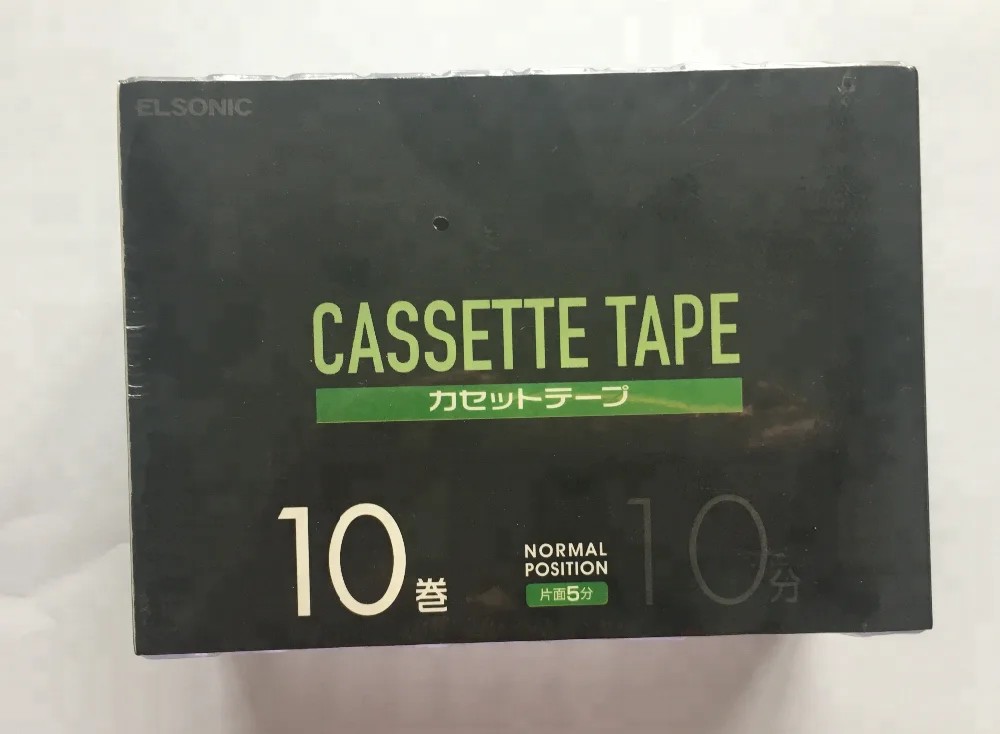 ELSONIC
CASSETTE TAPE
カセットテープ
10巻
NORMAL
POSITION
片面5分
10分